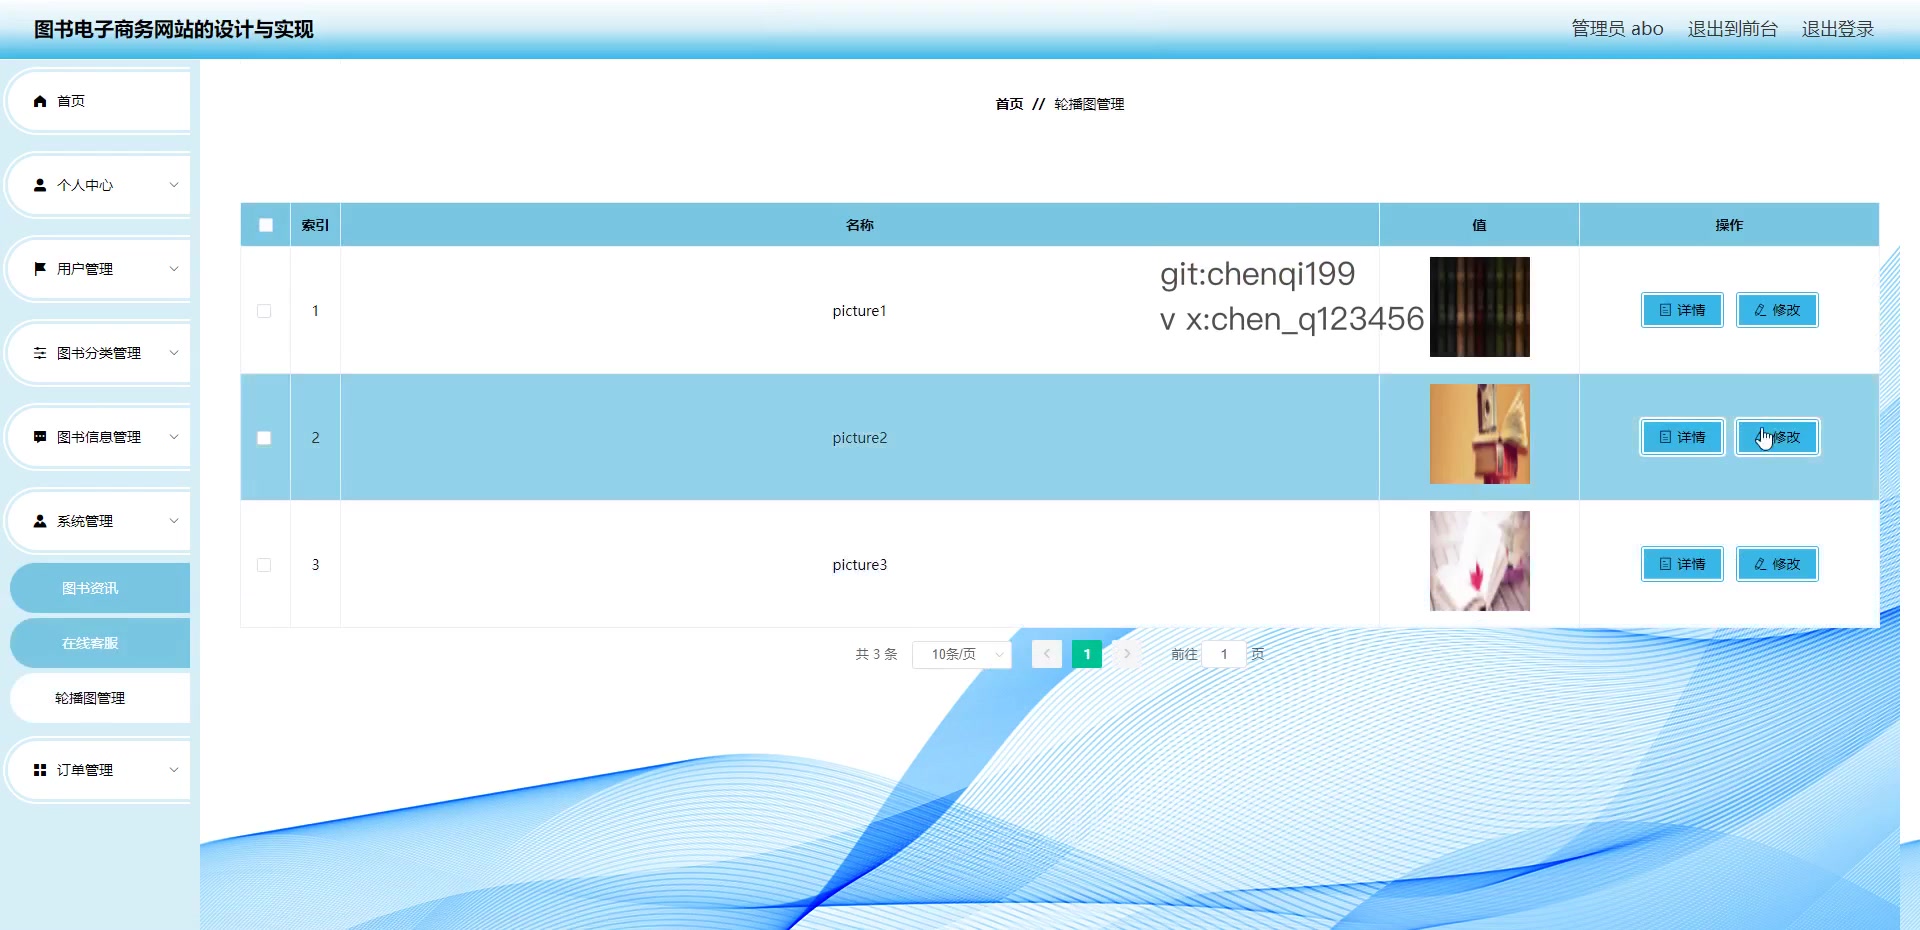 图书电子商务网站的设计与实现
管理员 abo 退出到前台 退出登录
首页
个人中心
用户管理
图书分类管理
图书信息管理
系统管理
图书资讯
在线客服
轮播图管理
订单管理
首页 // 轮播图管理
索引 名称 值 操作
1 picture1 详情 修改
git:chenqi199
v x:chen_q123456
2 picture2 详情 修改
3 picture3 详情 修改
共 3 条 10条/页 1 前往 1 页